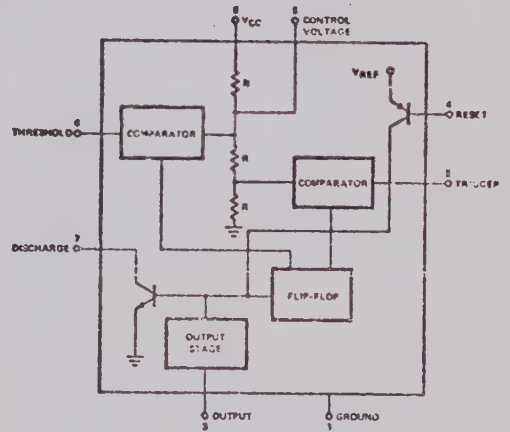 8
VCC
5
CONTROL
VOLTAGE
R
VREF
6
THRESHOLD
COMPARATOR
4
RESET
R
COMPARATOR
TRIGGER
R
7
DISCHARGE
FLIP-FLOP
OUTPUT
STAGE
3
OUTPUT
1
GROUND